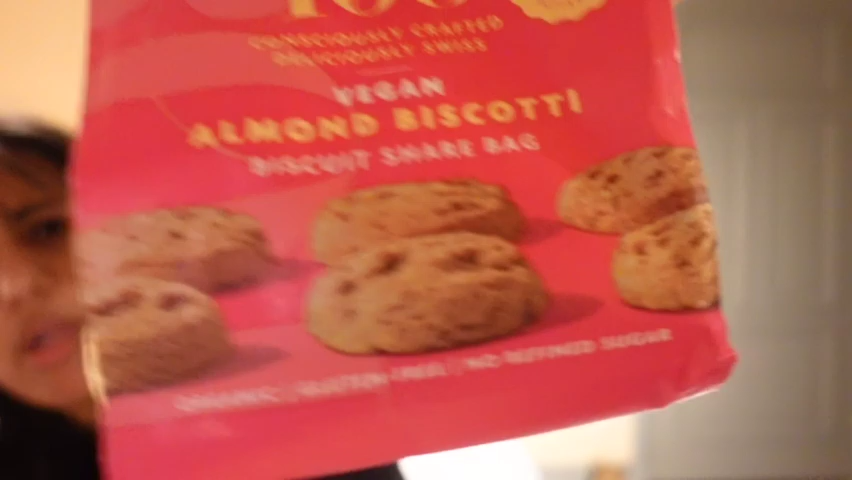 CONSCIOUSLY CRAFTED
DELICIOUSLY SWISS
VEGAN
ALMOND BISCOTTI
BISCUIT SHARE BAG
ORGANIC | GLUTEN-FREE | NO REFINED SUGAR